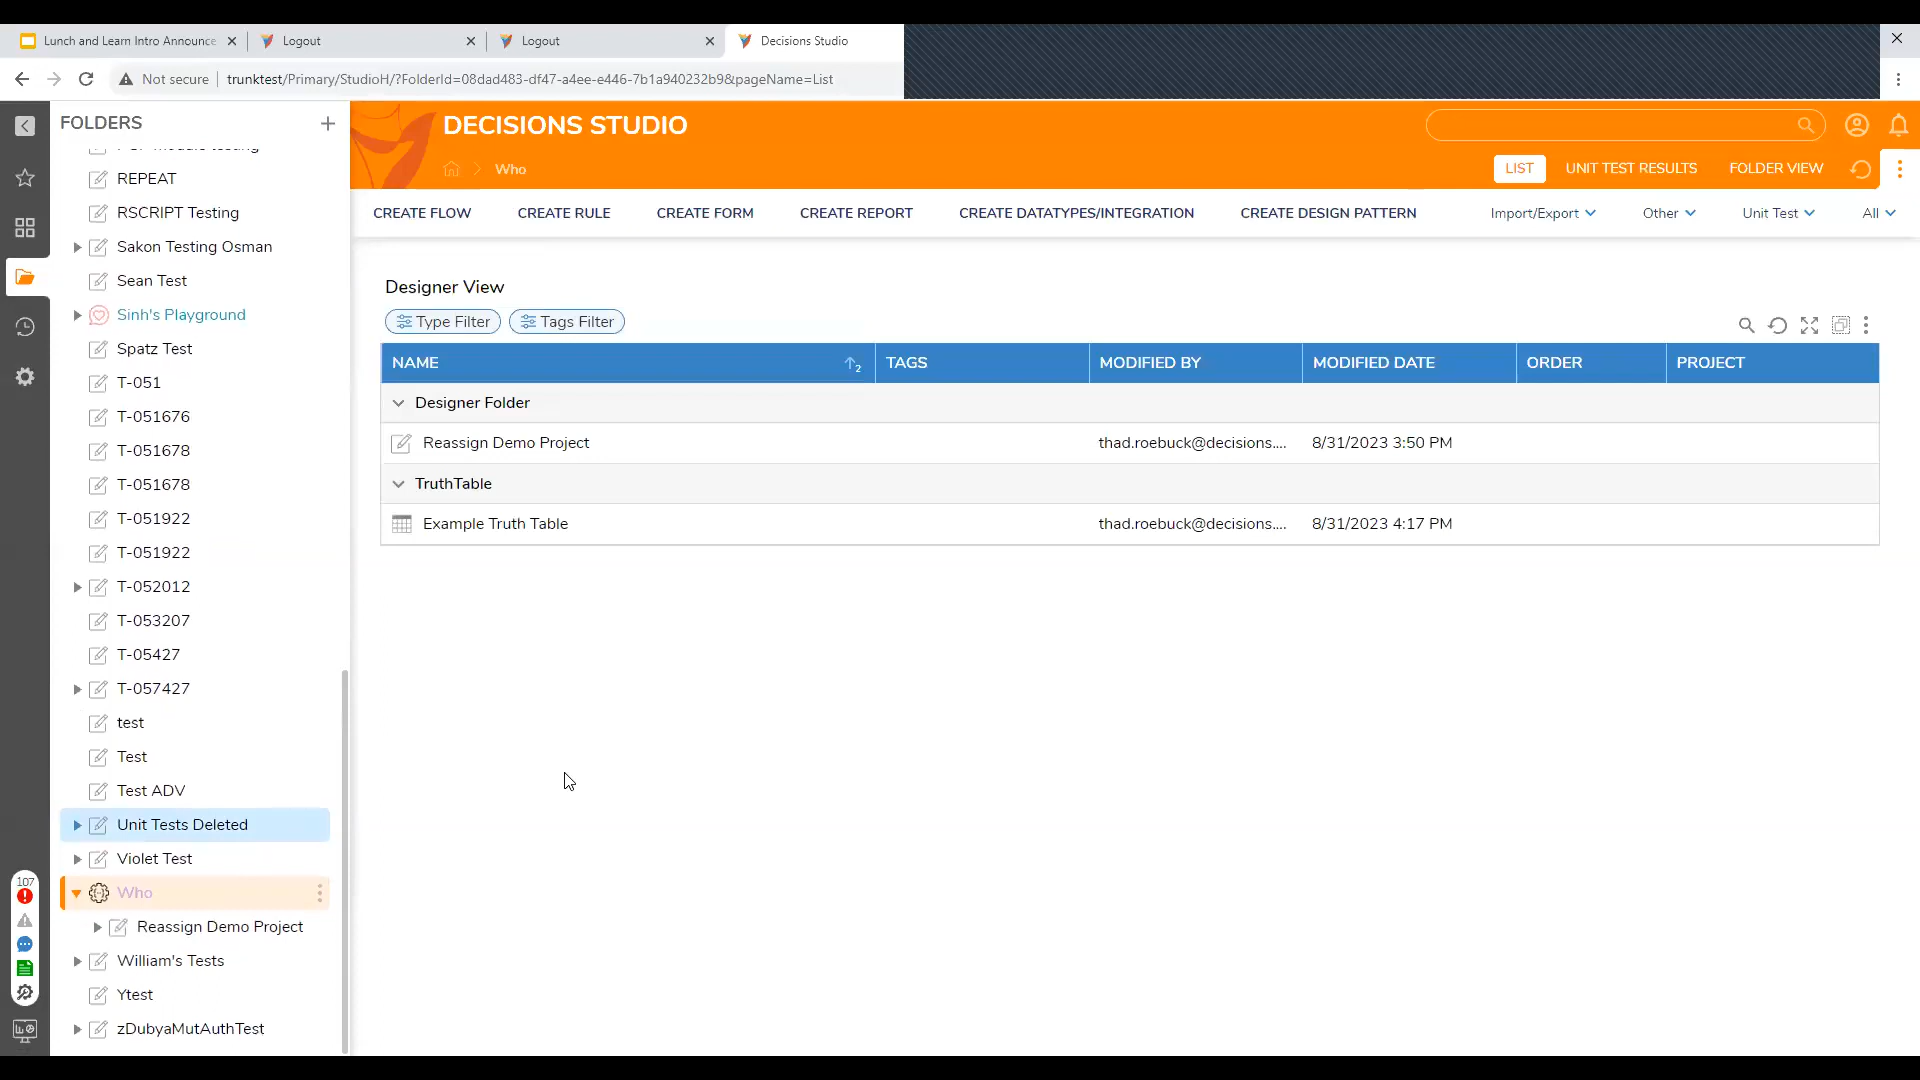 Lunch and Learn Intro Announce
Logout
Logout
Decisions Studio
Not secure
trunktest/Primary/StudioH/?FolderId=08dad483-df47-a4ee-e446-7b1a940232b9&pageName=List
FOLDERS
DECISIONS STUDIO
Who
LIST
UNIT TEST RESULTS
FOLDER VIEW
CREATE FLOW
CREATE RULE
CREATE FORM
CREATE REPORT
CREATE DATATYPES/INTEGRATION
CREATE DESIGN PATTERN
Import/Export
Other
Unit Test
All
REPEAT
RSCRIPT Testing
Sakon Testing Osman
Sean Test
Sinh's Playground
Spatz Test
T-051
T-051676
T-051678
T-051678
T-051922
T-051922
T-052012
T-053207
T-05427
T-057427
test
Test
Test ADV
Unit Tests Deleted
Violet Test
Who
Reassign Demo Project
William's Tests
Ytest
zDubyaMutAuthTest
107
Designer View
Type Filter
Tags Filter
NAME
2
TAGS
MODIFIED BY
MODIFIED DATE
ORDER
PROJECT
Designer Folder
Reassign Demo Project
thad.roebuck@decisions....
8/31/2023 3:50 PM
TruthTable
Example Truth Table
thad.roebuck@decisions....
8/31/2023 4:17 PM